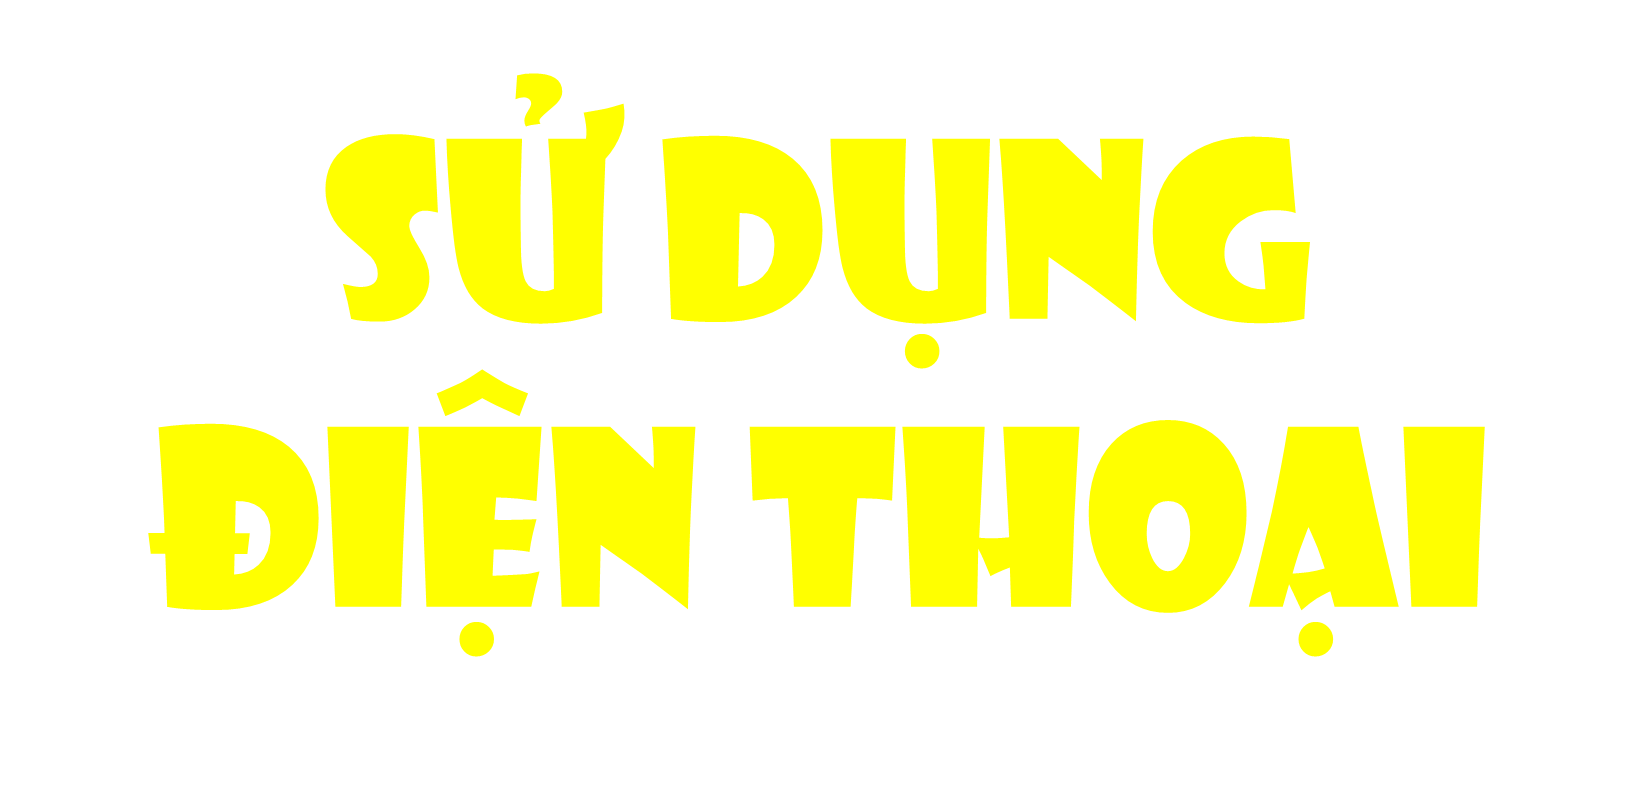 SỬ DỤNG
ĐIỆN THOẠI